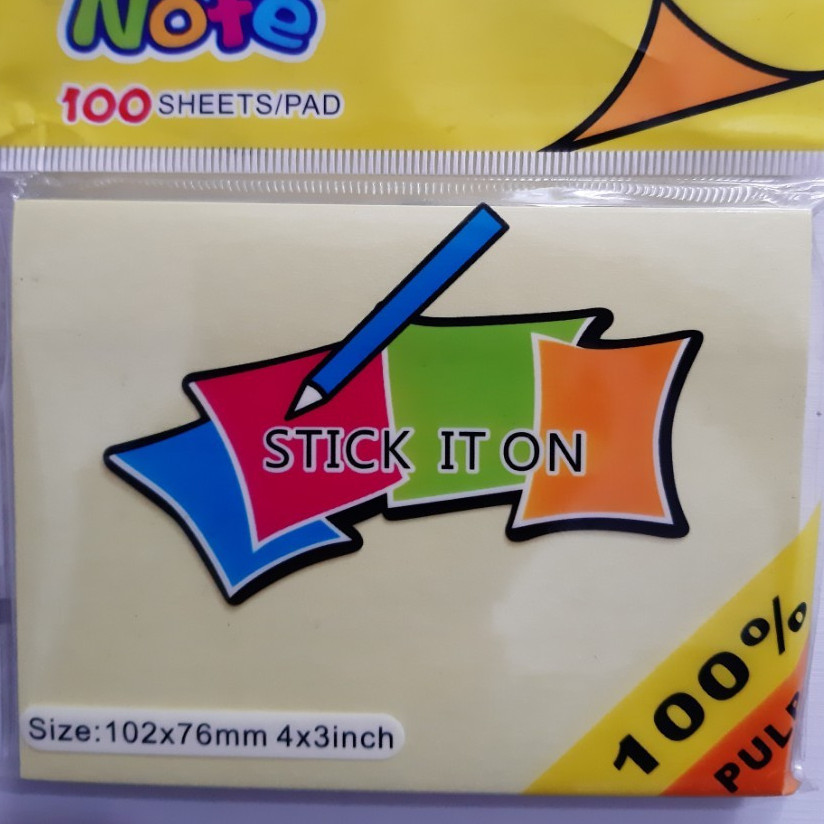 Note
100 SHEETS/PAD
STICK IT ON
Size:102x76mm 4x3inch
100%
PULP